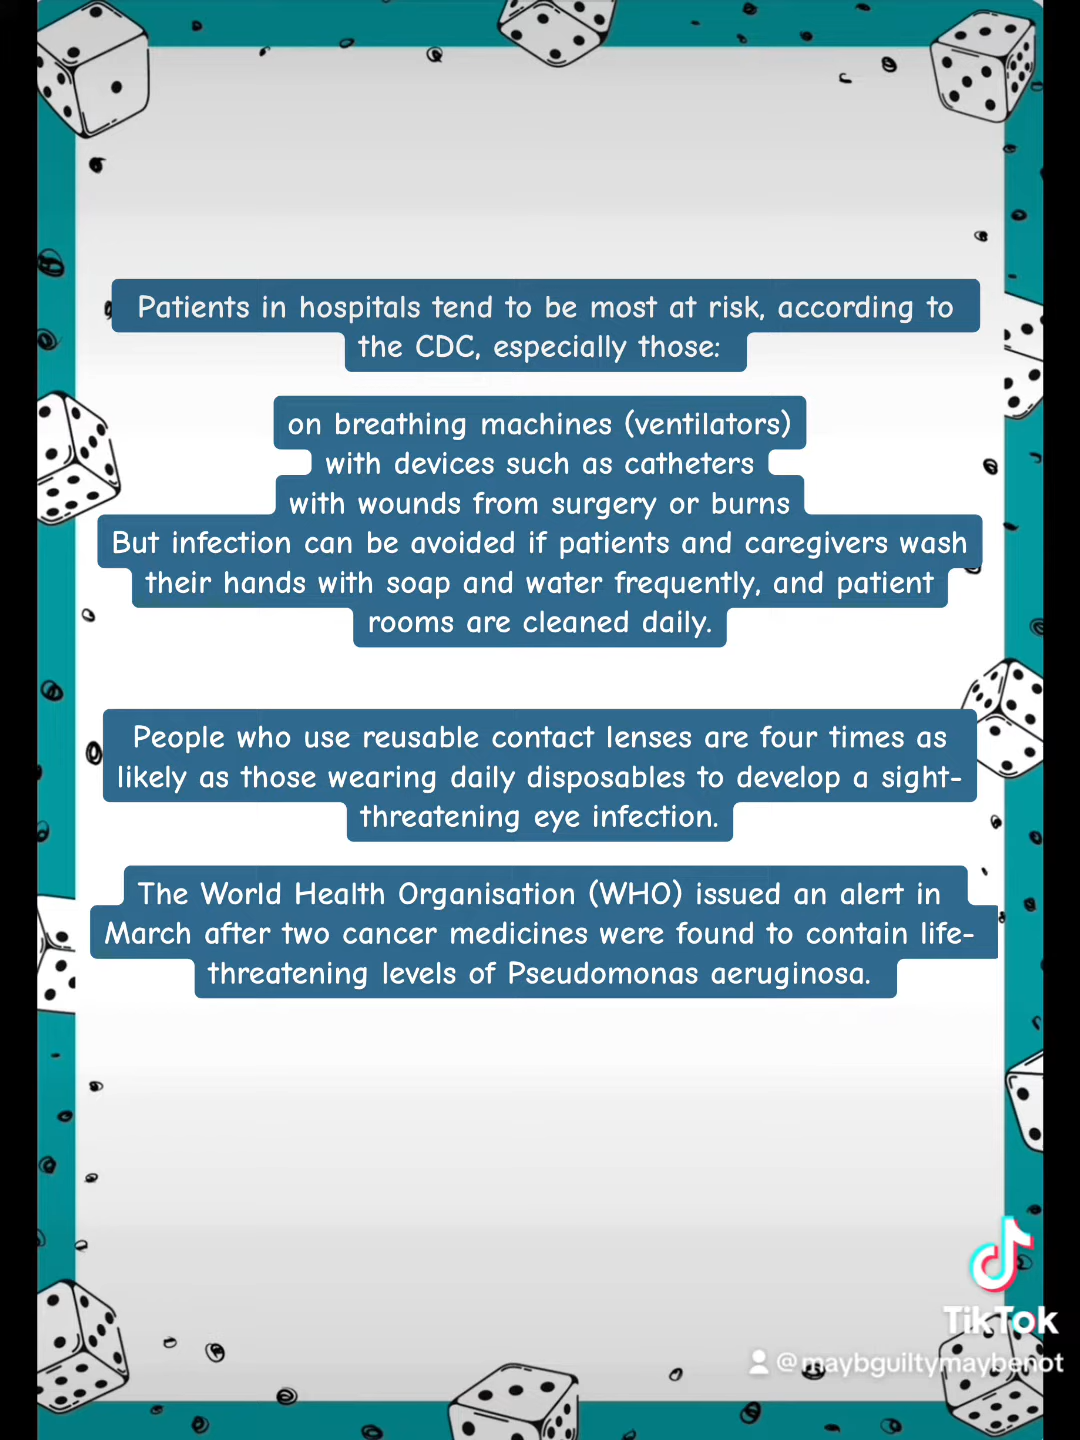 Patients in hospitals tend to be most at risk, according to
the CDC, especially those:
on breathing machines (ventilators)
with devices such as catheters
with wounds from surgery or burns
But infection can be avoided if patients and caregivers wash
their hands with soap and water frequently, and patient
rooms are cleaned daily.
People who use reusable contact lenses are four times as
likely as those wearing daily disposables to develop a sight-
threatening eye infection.
The World Health Organisation (WHO) issued an alert in
March after two cancer medicines were found to contain life-
threatening levels of Pseudomonas aeruginosa.
TikTok
@maybguiltymaybenot